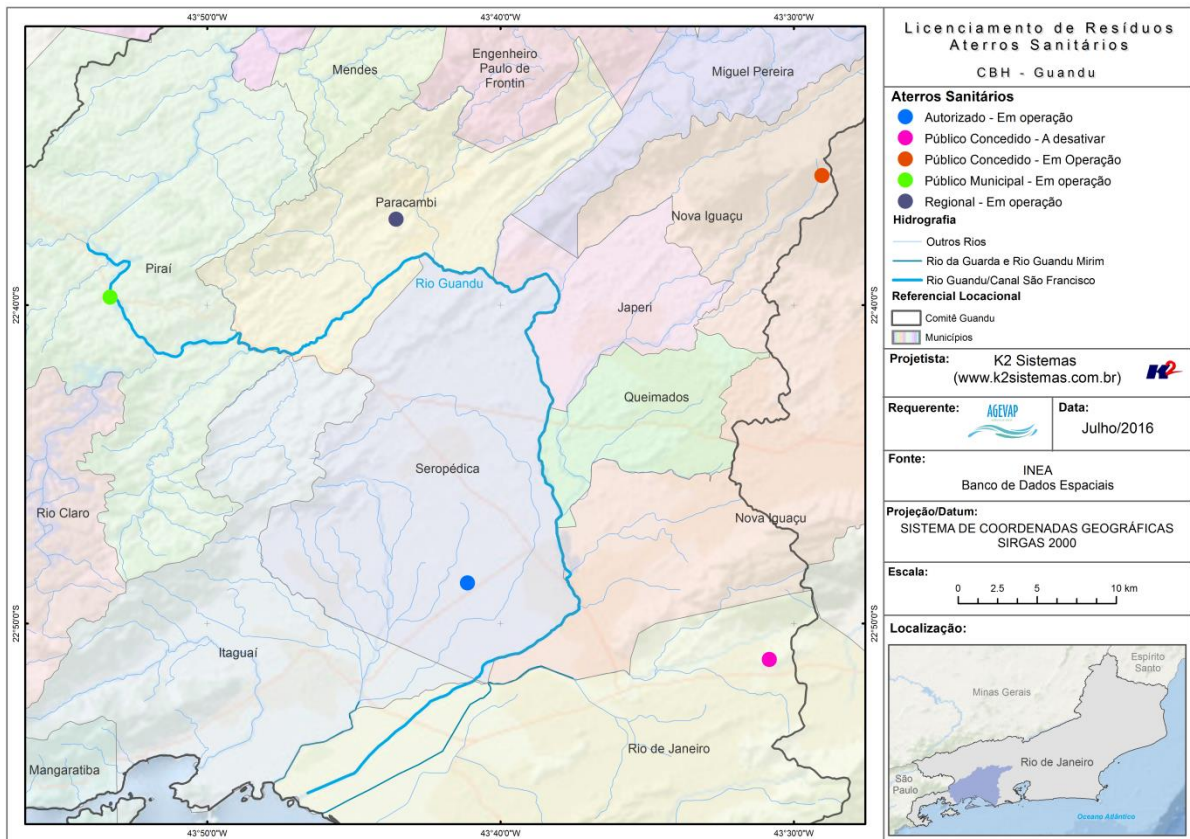 43°50'0"W
43°40'0"W
43°30'0"W
Mendes
Engenheiro
Paulo de
Frontin
Miguel Pereira
Paracambi
Nova Iguaçu
Piraí
Rio Guandu
Japeri
22°40'0"S
22°40'0"S
Queimados
Seropédica
Rio Claro
Nova Iguaçu
22°50'0"S
22°50'0"S
Itaguaí
Rio de Janeiro
Mangaratiba
43°50'0"W
43°40'0"W
43°30'0"W
Licenciamento de Resíduos
Aterros Sanitários
CBH - Guandu
Aterros Sanitários
Autorizado - Em operação
Público Concedido - A desativar
Público Concedido - Em Operação
Público Municipal - Em operação
Regional - Em operação
Hidrografia
Outros Rios
Rio da Guarda e Rio Guandu Mirim
Rio Guandu/Canal São Francisco
Referencial Locacional
Comitê Guandu
Municípios
Projetista:
K2 Sistemas
(www.k2sistemas.com.br)
K2
Requerente:
AGEVAP
Data:
Julho/2016
Fonte:
INEA
Banco de Dados Espaciais
Projeção/Datum:
SISTEMA DE COORDENADAS GEOGRÁFICAS
SIRGAS 2000
Escala:
0 2.5 5 10 km
Localização:
Espírito
Santo
Minas Gerais
Rio de Janeiro
São
Paulo
Oceano Atlântico